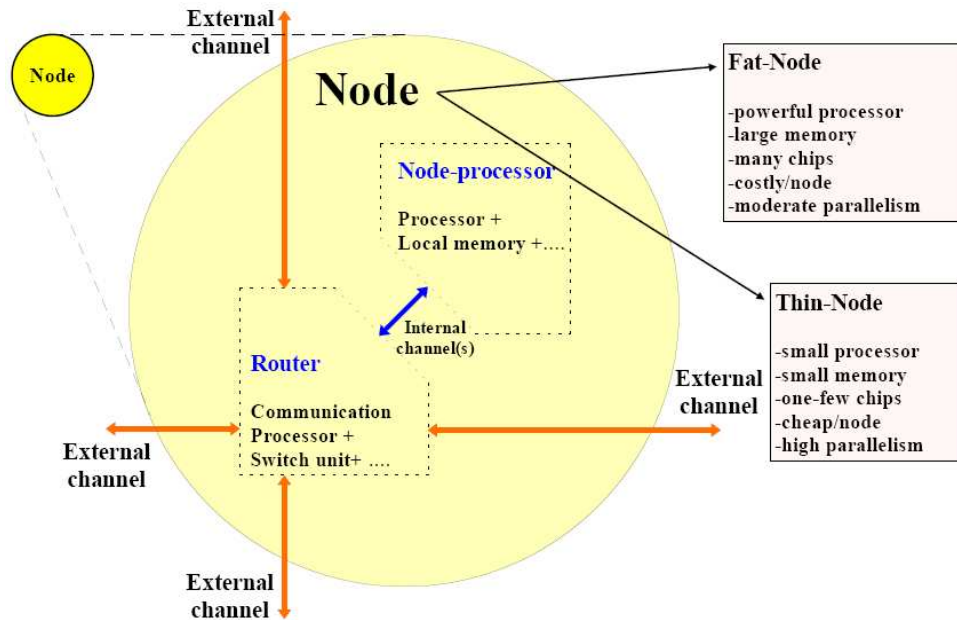 External
channel
Node
Node
Fat-Node
-powerful processor
-large memory
-many chips
-costly/node
-moderate parallelism
Node-processor
Processor +
Local memory +....
Internal
channel(s)
Router
Communication
Processor +
Switch unit+ ....
External
channel
External
channel
External
channel
Thin-Node
-small processor
-small memory
-one-few chips
-cheap/node
-high parallelism